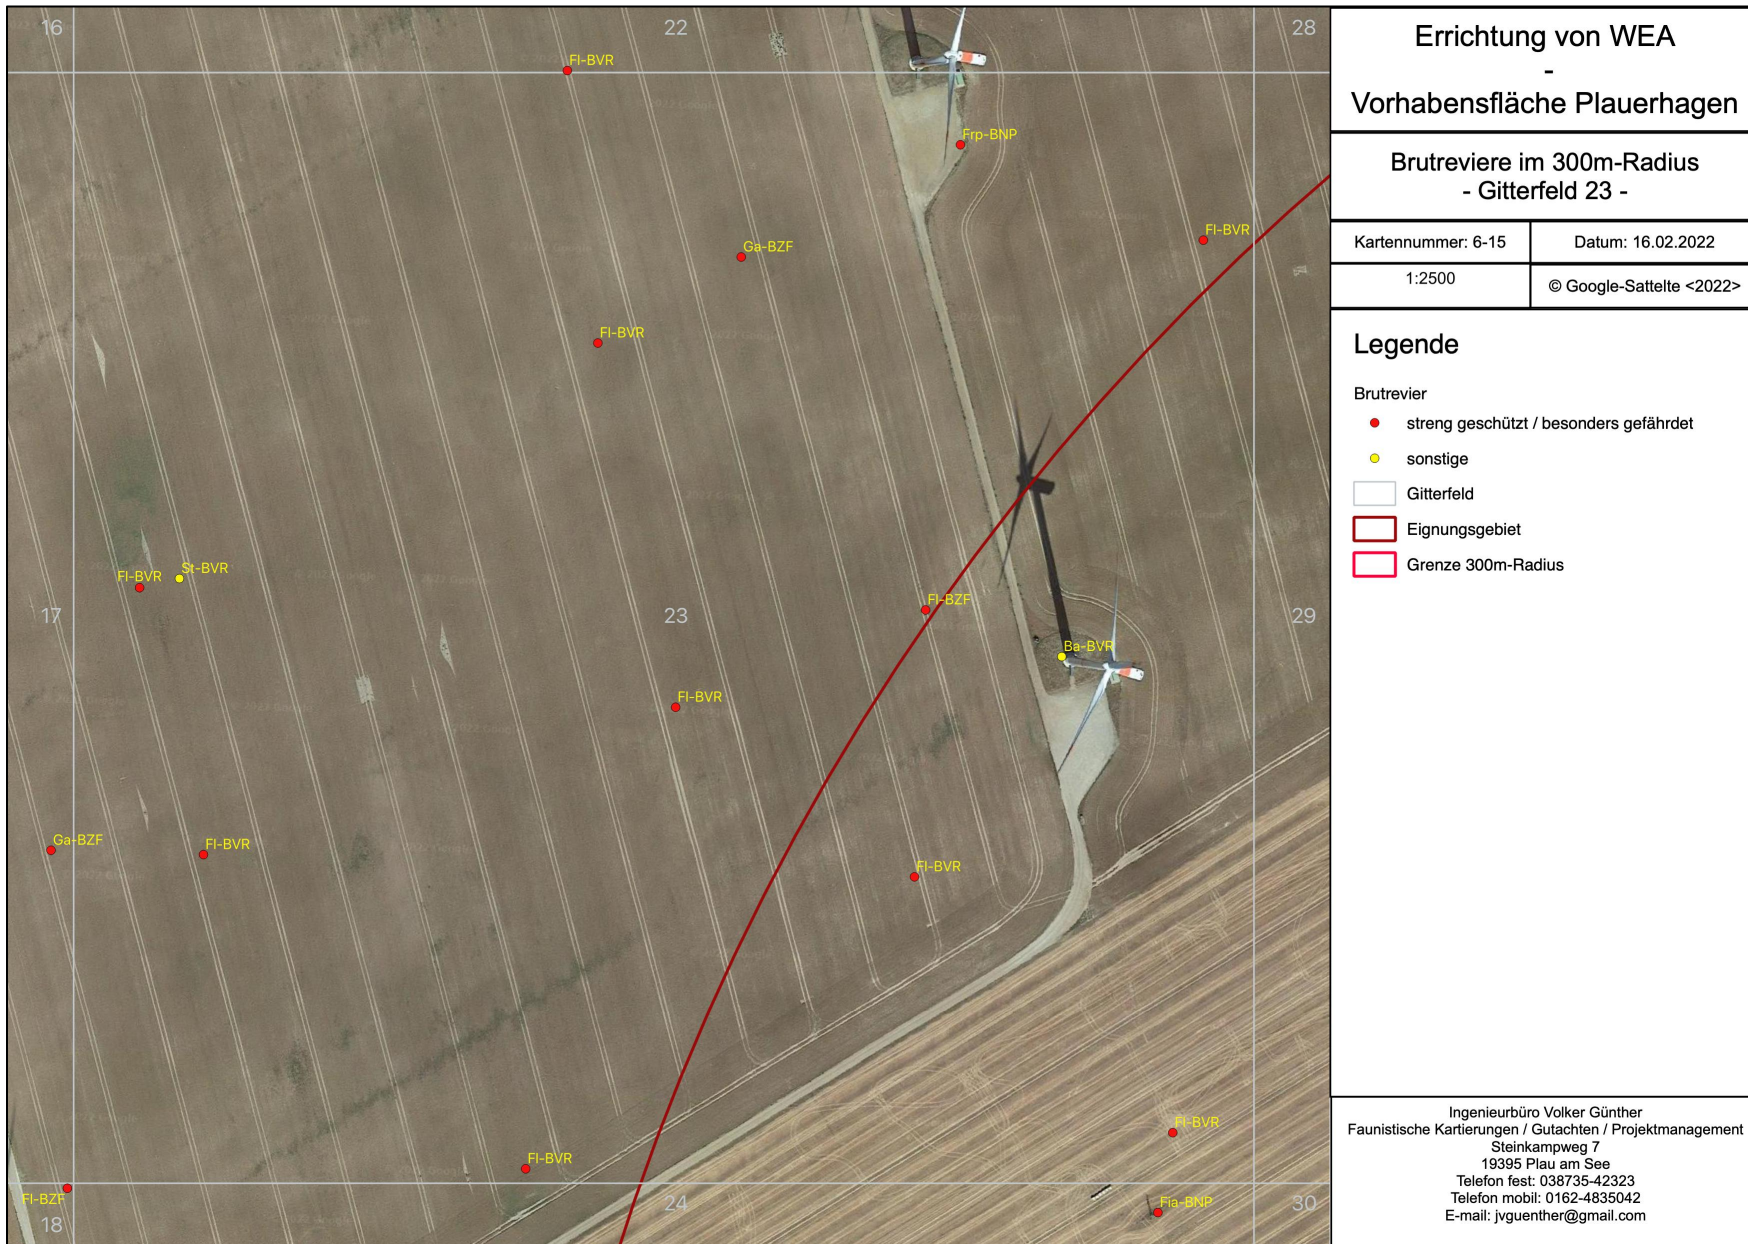 16
22
28
Fl-BVR
Frp-BNP
Fl-BVR
Ga-BZF
Fl-BVR
Fl-BVR
St-BVR
Fl-BZF
17
23
29
Ba-BVR
Fl-BVR
Ga-BZF
Fl-BVR
Fl-BVR
Fl-BVR
Fl-BVR
Fl-BZF
Fia-BNP
18
24
30
Errichtung von WEA
-
Vorhabensfläche Plauerhagen
Brutreviere im 300m-Radius
- Gitterfeld 23 -
Kartennummer: 6-15
Datum: 16.02.2022
1:2500
© Google-Sattelte <2022>
Legende
Brutrevier
streng geschützt / besonders gefährdet
sonstige
Gitterfeld
Eignungsgebiet
Grenze 300m-Radius
Ingenieurbüro Volker Günther
Faunistische Kartierungen / Gutachten / Projektmanagement
Steinkampweg 7
19395 Plau am See
Telefon fest: 038735-42323
Telefon mobil: 0162-4835042
E-mail: jvguenther@gmail.com